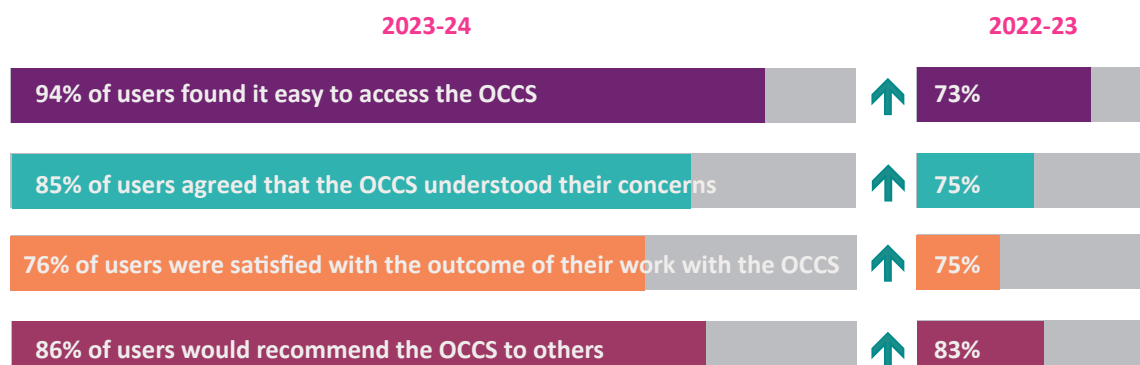 2023-24
2022-23
94% of users found it easy to access the OCCS
73%
85% of users agreed that the OCCS understood their concerns
75%
76% of users were satisfied with the outcome of their work with the OCCS
75%
86% of users would recommend the OCCS to others
83%